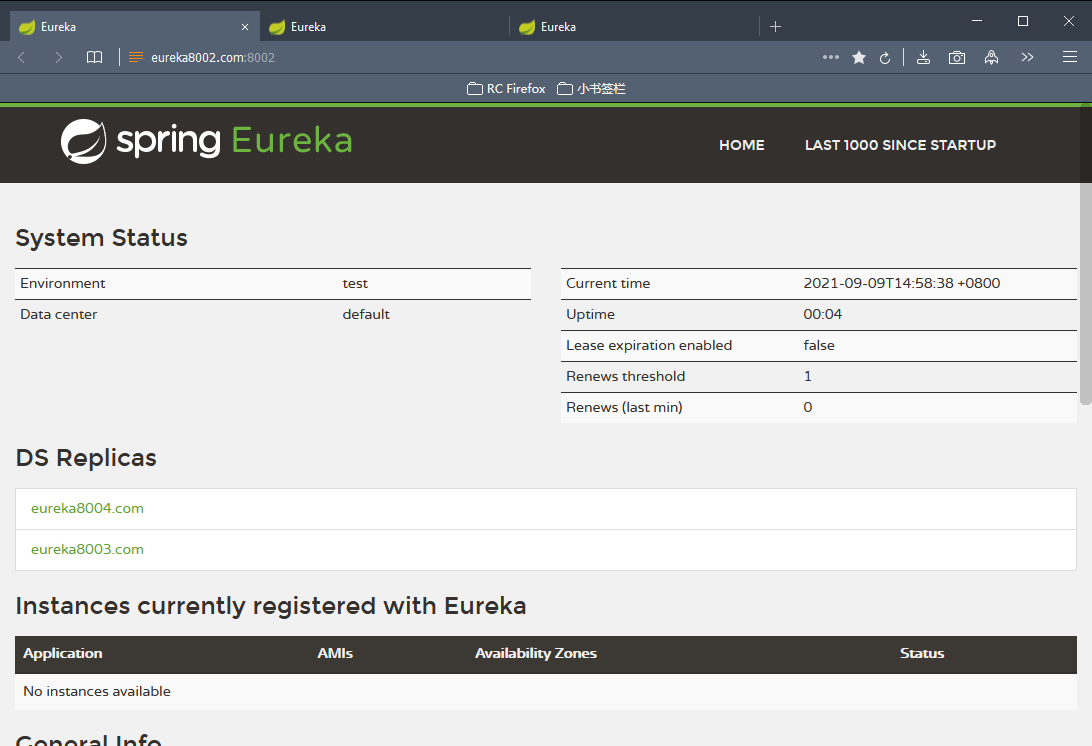 Eureka
Eureka
Eureka
eureka8002.com:8002
RC Firefox 小书签栏
spring Eureka
HOME LAST 1000 SINCE STARTUP
System Status
Environment test
Data center default
Current time 2021-09-09T14:58:38 +0800
Uptime 00:04
Lease expiration enabled false
Renews threshold 1
Renews (last min) 0
DS Replicas
eureka8004.com
eureka8003.com
Instances currently registered with Eureka
Application AMIs Availability Zones Status
No instances available
General Info